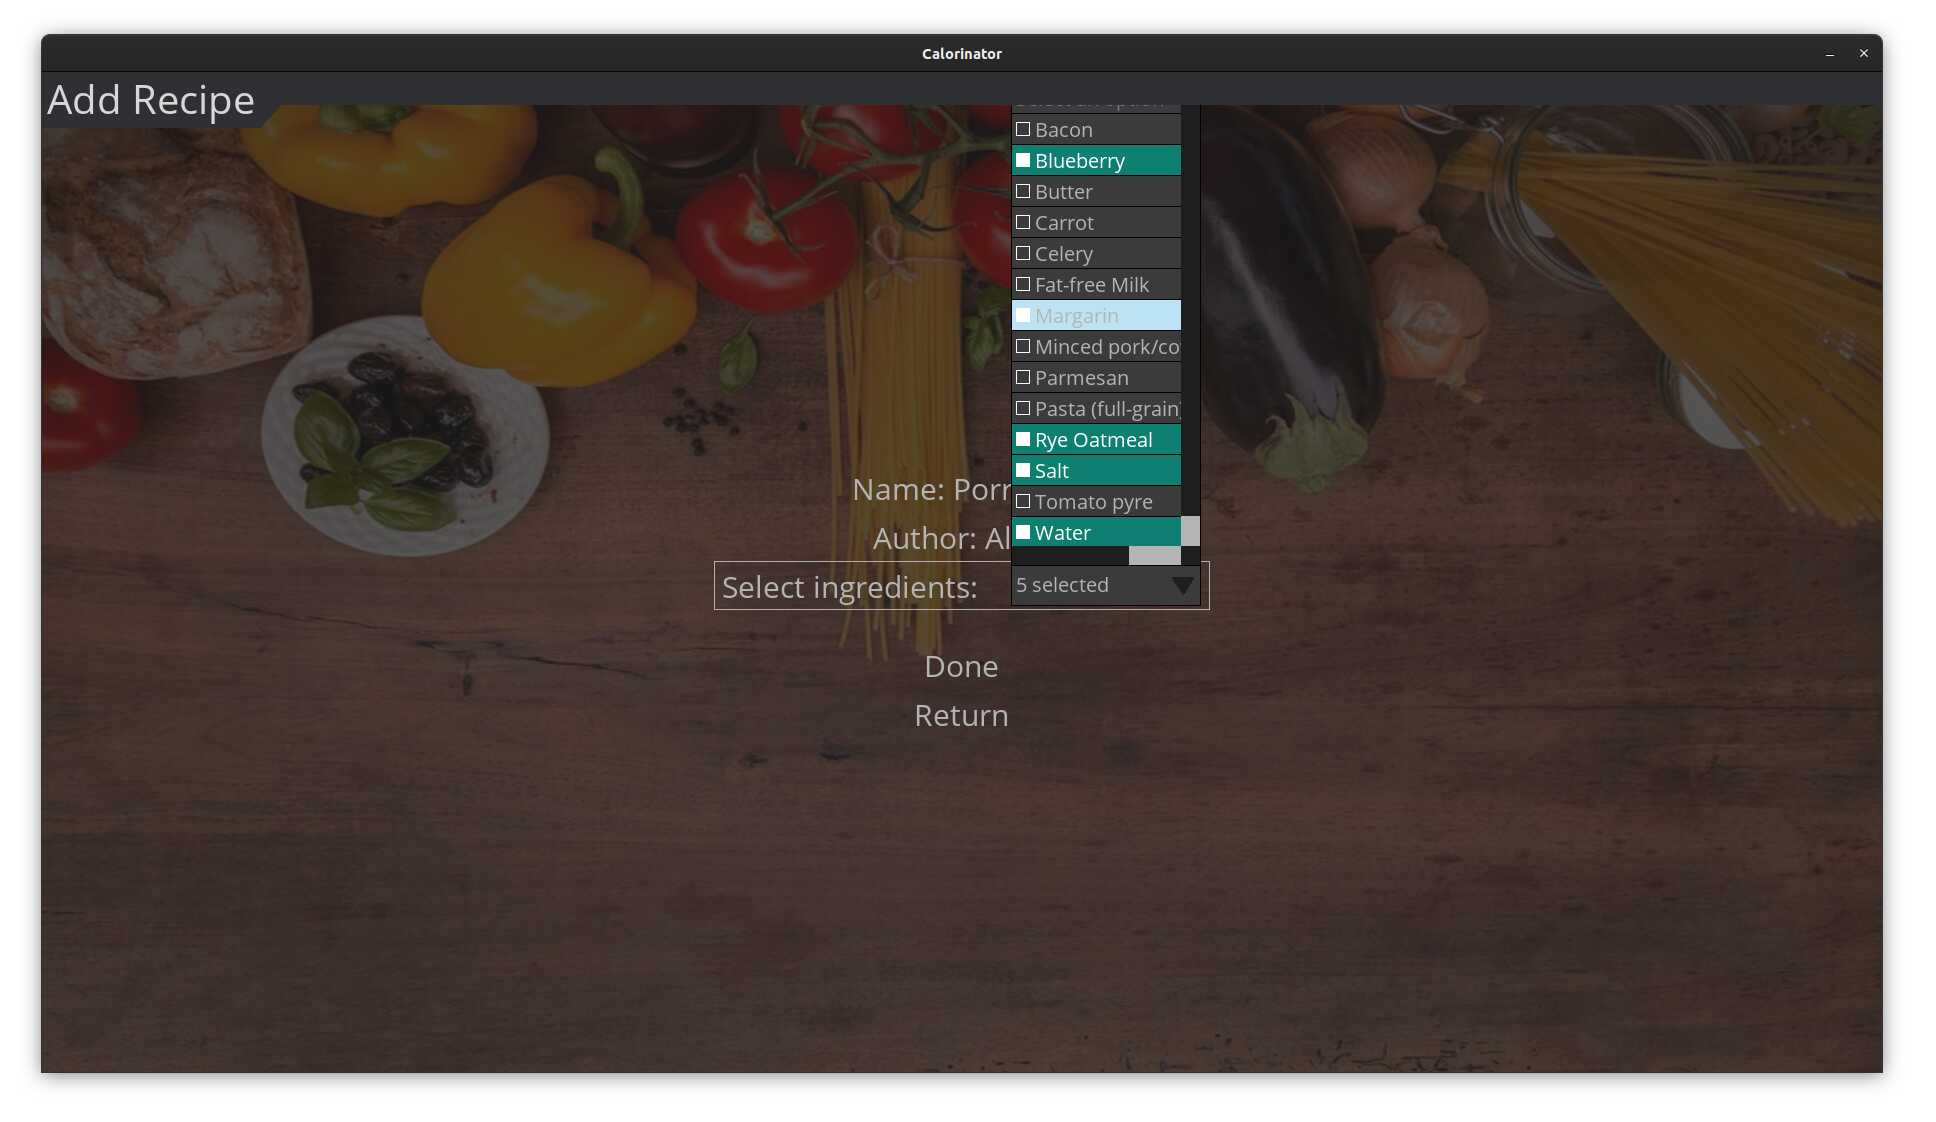 Calorinator
Add Recipe
Bacon
Blueberry
Butter
Carrot
Celery
Fat-free Milk
Margarin
Minced pork/co
Parmesan
Pasta (full-grain)
Rye Oatmeal
Salt
Tomato pyre
Water
Name: Porr
Author: Al
Select ingredients:
5 selected
Done
Return